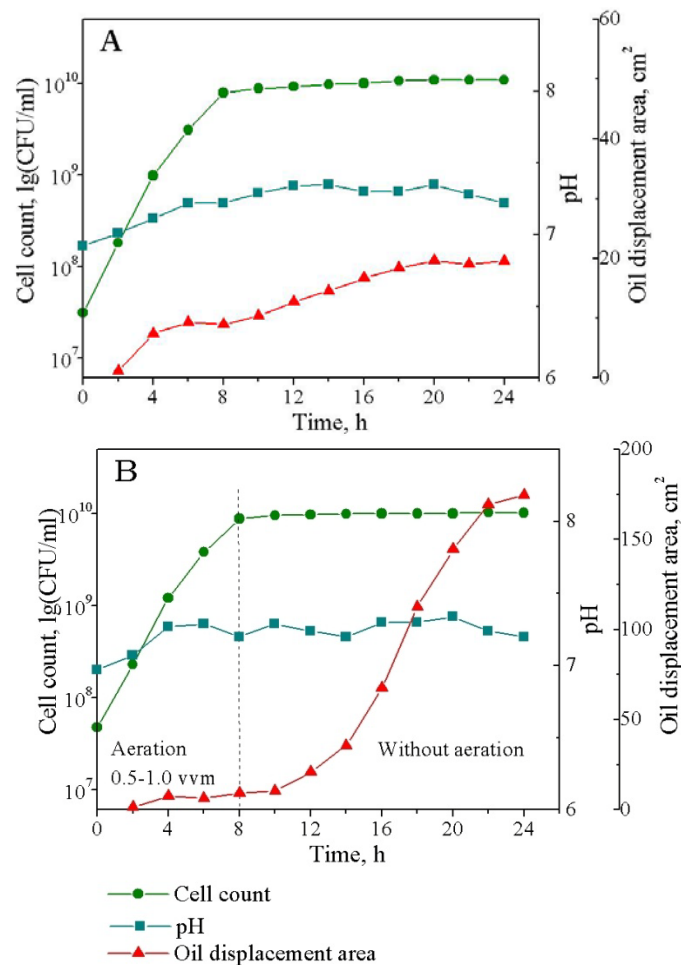 A
Cell count, lg(CFU/ml)
10¹⁰
10⁹
10⁸
10⁷
0 4 8 12 16 20 24
Time, h
8
7
6
pH
60
40
20
0
Oil displacement area, cm²
B
Cell count, lg(CFU/ml)
10¹⁰
10⁹
10⁸
10⁷
Aeration
0.5-1.0 vvm
Without aeration
0 4 8 12 16 20 24
Time, h
8
7
6
pH
200
150
100
50
0
Oil displacement area, cm²
Cell count
pH
Oil displacement area